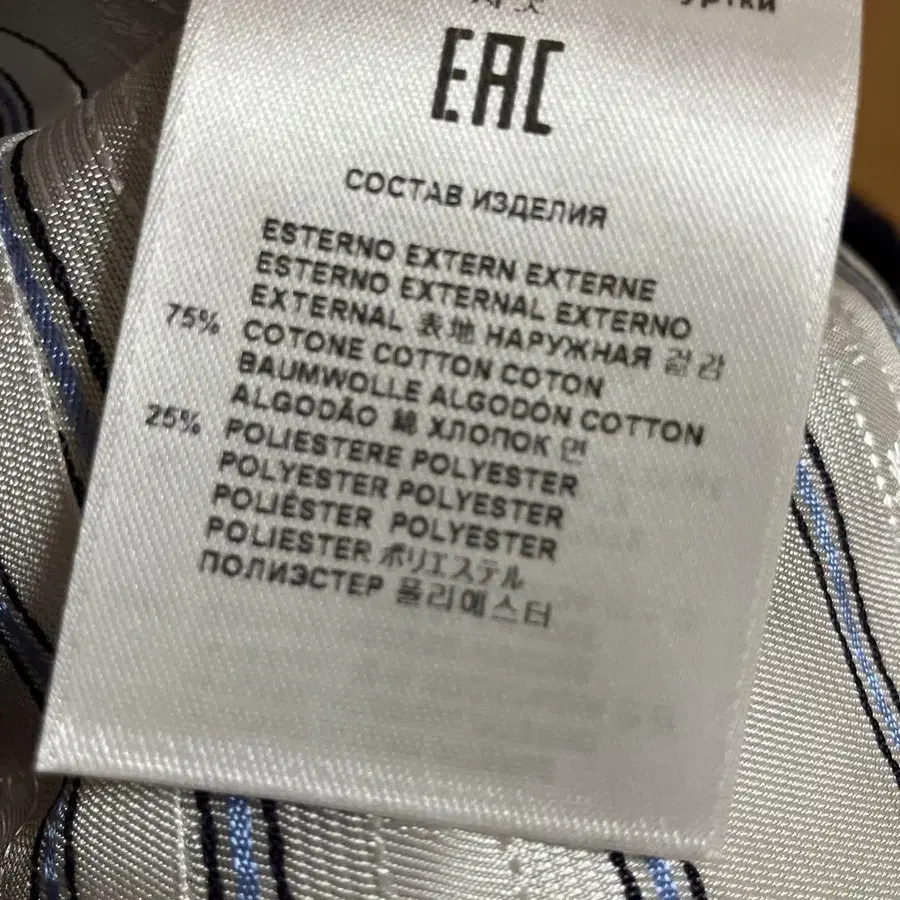 EAC
СОСТАВ ИЗДЕЛИЯ
ESTERNO EXTERN EXTERNE
ESTERNO EXTERNAL EXTERNO
EXTERNAL 表地 НАРУЖНАЯ 겉감
75% COTONE COTTON COTON
BAUMWOLLE ALGODÓN COTTON
ALGODÃO 綿 ХЛОПОК 면
25% POLIESTERE POLYESTER
POLYESTER POLYESTER
POLIÉSTER POLYESTER
POLIESTER ポリエステル
ПОЛИЭСТЕР 폴리에스터